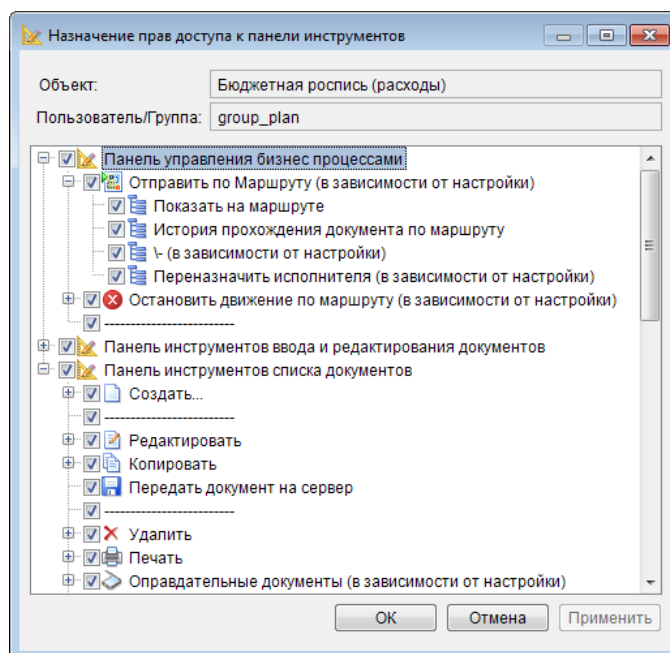 Назначение прав доступа к панели инструментов
Объект: Бюджетная роспись (расходы)
Пользователь/Группа: group_plan
Панель управления бизнес процессами
Отправить по Маршруту (в зависимости от настройки)
Показать на маршруте
История прохождения документа по маршруту
\- (в зависимости от настройки)
Переназначить исполнителя (в зависимости от настройки)
Остановить движение по маршруту (в зависимости от настройки)
-------------------------
Панель инструментов ввода и редактирования документов
Панель инструментов списка документов
Создать...
-------------------------
Редактировать
Копировать
Передать документ на сервер
-------------------------
Удалить
Печать
Оправдательные документы (в зависимости от настройки)
ОК Отмена Применить